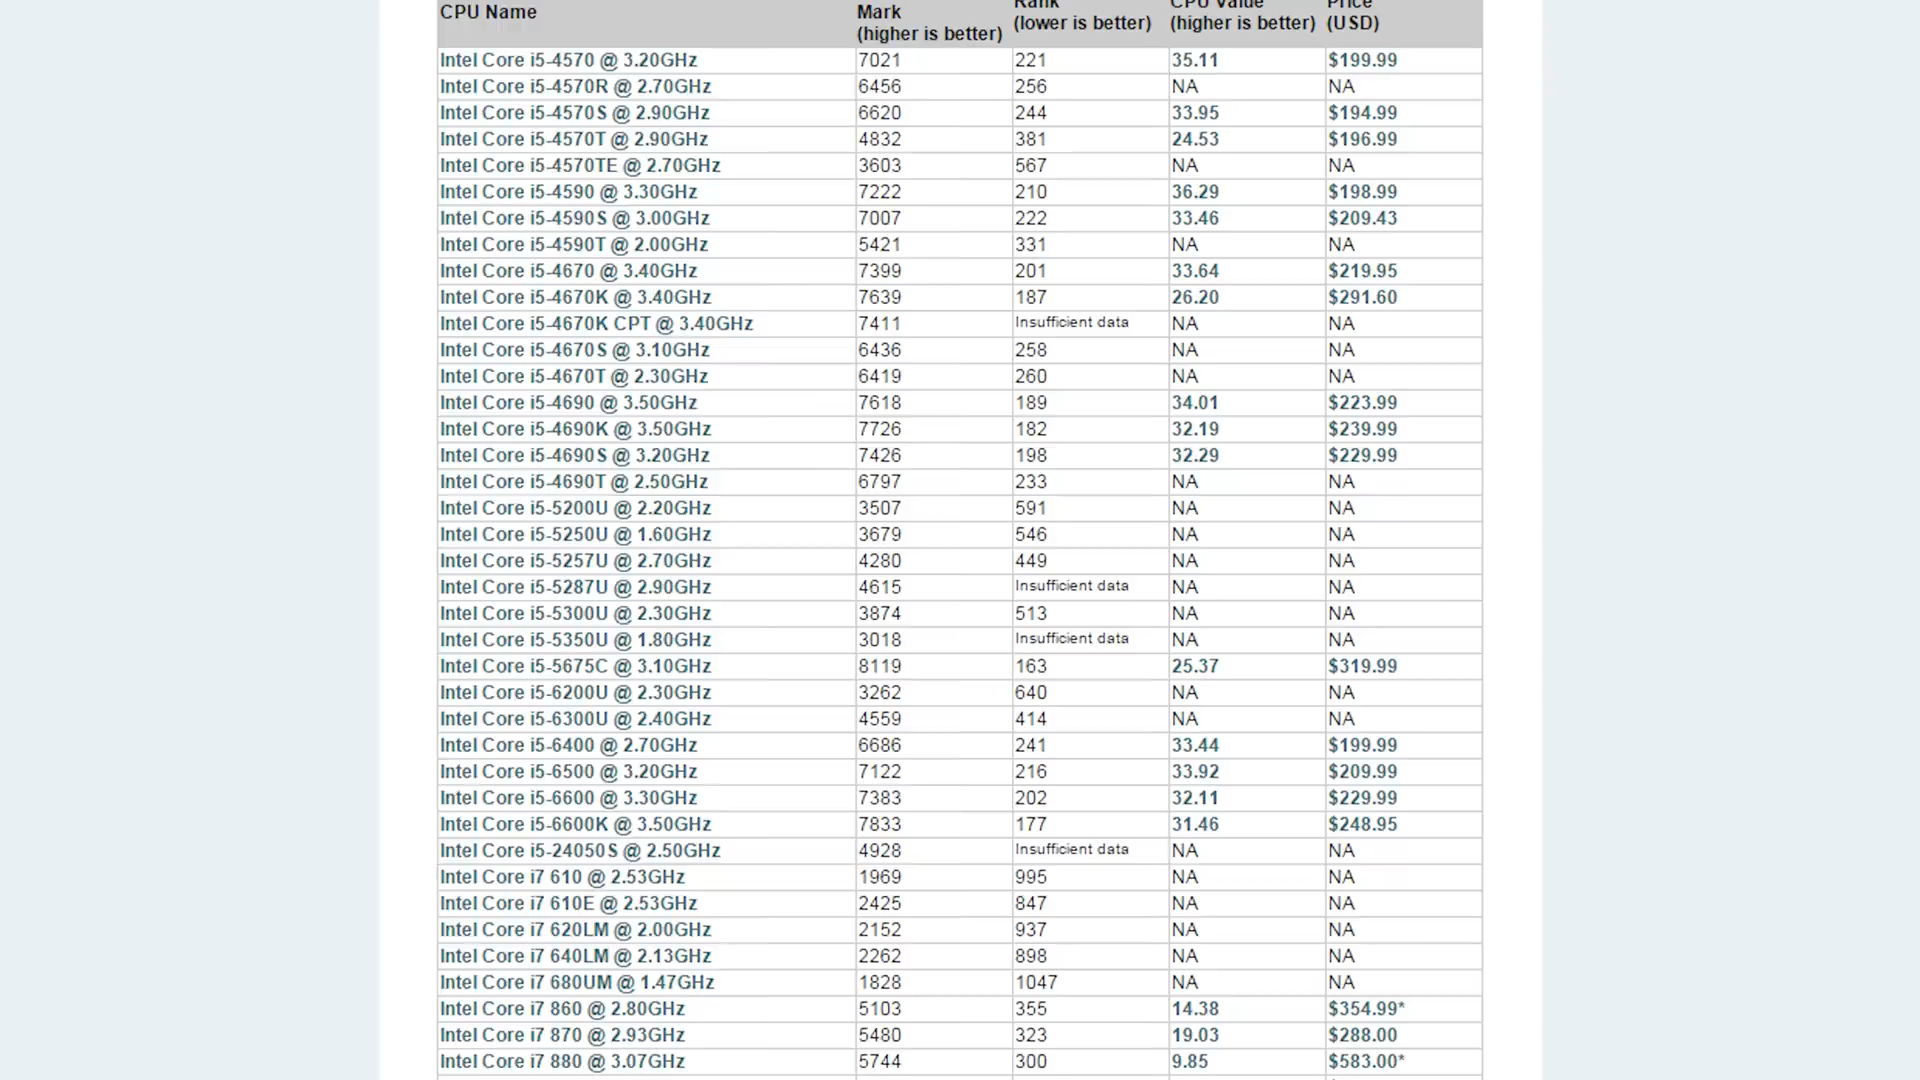 CPU Name Mark (higher is better) Rank (lower is better) CPU Value (higher is better) Price (USD)
Intel Core i5-4570 @ 3.20GHz 7021 221 35.11 $199.99
Intel Core i5-4570R @ 2.70GHz 6456 256 NA NA
Intel Core i5-4570S @ 2.90GHz 6620 244 33.95 $194.99
Intel Core i5-4570T @ 2.90GHz 4832 381 24.53 $196.99
Intel Core i5-4570TE @ 2.70GHz 3603 567 NA NA
Intel Core i5-4590 @ 3.30GHz 7222 210 36.29 $198.99
Intel Core i5-4590S @ 3.00GHz 7007 222 33.46 $209.43
Intel Core i5-4590T @ 2.00GHz 5421 331 NA NA
Intel Core i5-4670 @ 3.40GHz 7399 201 33.64 $219.95
Intel Core i5-4670K @ 3.40GHz 7639 187 26.20 $291.60
Intel Core i5-4670K CPT @ 3.40GHz 7411 Insufficient data NA NA
Intel Core i5-4670S @ 3.10GHz 6436 258 NA NA
Intel Core i5-4670T @ 2.30GHz 6419 260 NA NA
Intel Core i5-4690 @ 3.50GHz 7618 189 34.01 $223.99
Intel Core i5-4690K @ 3.50GHz 7726 182 32.19 $239.99
Intel Core i5-4690S @ 3.20GHz 7426 198 32.29 $229.99
Intel Core i5-4690T @ 2.50GHz 6797 233 NA NA
Intel Core i5-5200U @ 2.20GHz 3507 591 NA NA
Intel Core i5-5250U @ 1.60GHz 3679 546 NA NA
Intel Core i5-5257U @ 2.70GHz 4280 449 NA NA
Intel Core i5-5287U @ 2.90GHz 4615 Insufficient data NA NA
Intel Core i5-5300U @ 2.30GHz 3874 513 NA NA
Intel Core i5-5350U @ 1.80GHz 3018 Insufficient data NA NA
Intel Core i5-5675C @ 3.10GHz 8119 163 25.37 $319.99
Intel Core i5-6200U @ 2.30GHz 3262 640 NA NA
Intel Core i5-6300U @ 2.40GHz 4559 414 NA NA
Intel Core i5-6400 @ 2.70GHz 6686 241 33.44 $199.99
Intel Core i5-6500 @ 3.20GHz 7122 216 33.92 $209.99
Intel Core i5-6600 @ 3.30GHz 7383 202 32.11 $229.99
Intel Core i5-6600K @ 3.50GHz 7833 177 31.46 $248.95
Intel Core i5-24050S @ 2.50GHz 4928 Insufficient data NA NA
Intel Core i7 610 @ 2.53GHz 1969 995 NA NA
Intel Core i7 610E @ 2.53GHz 2425 847 NA NA
Intel Core i7 620LM @ 2.00GHz 2152 937 NA NA
Intel Core i7 640LM @ 2.13GHz 2262 898 NA NA
Intel Core i7 680UM @ 1.47GHz 1828 1047 NA NA
Intel Core i7 860 @ 2.80GHz 5103 355 14.38 $354.99*
Intel Core i7 870 @ 2.93GHz 5480 323 19.03 $288.00
Intel Core i7 880 @ 3.07GHz 5744 300 9.85 $583.00*